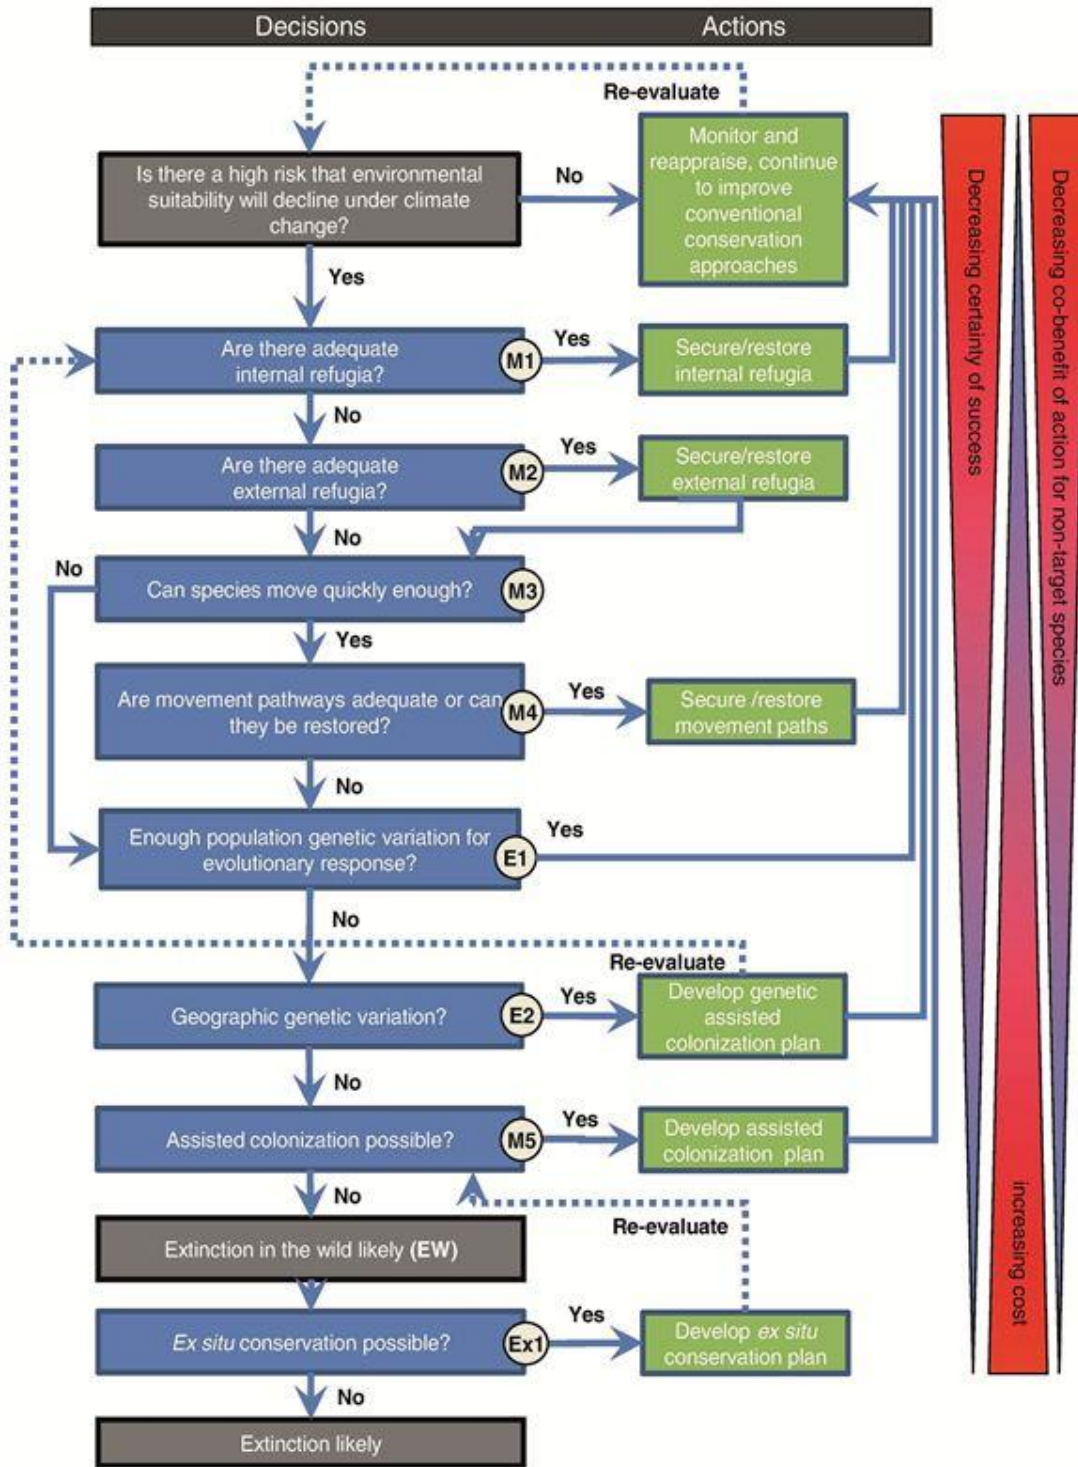 Decisions
Actions
Re-evaluate
Is there a high risk that environmental
suitability will decline under climate
change?
No
Monitor and
reappraise, continue
to improve
conventional
conservation
approaches
Yes
Are there adequate
internal refugia?
M1
Yes
Secure/restore
internal refugia
No
Are there adequate
external refugia?
M2
Yes
Secure/restore
external refugia
No
No
Can species move quickly enough?
M3
Yes
Are movement pathways adequate or can
they be restored?
M4
Yes
Secure /restore
movement paths
No
Enough population genetic variation for
evolutionary response?
E1
Yes
No
Re-evaluate
Geographic genetic variation?
E2
Yes
Develop genetic
assisted
colonization plan
No
Assisted colonization possible?
M5
Yes
Develop assisted
colonization plan
No
Re-evaluate
Extinction in the wild likely (EW)
Ex situ conservation possible?
Ex1
Yes
Develop ex situ
conservation plan
No
Extinction likely
Decreasing certainty of success
increasing cost
Decreasing co-benefit of action for non-target species